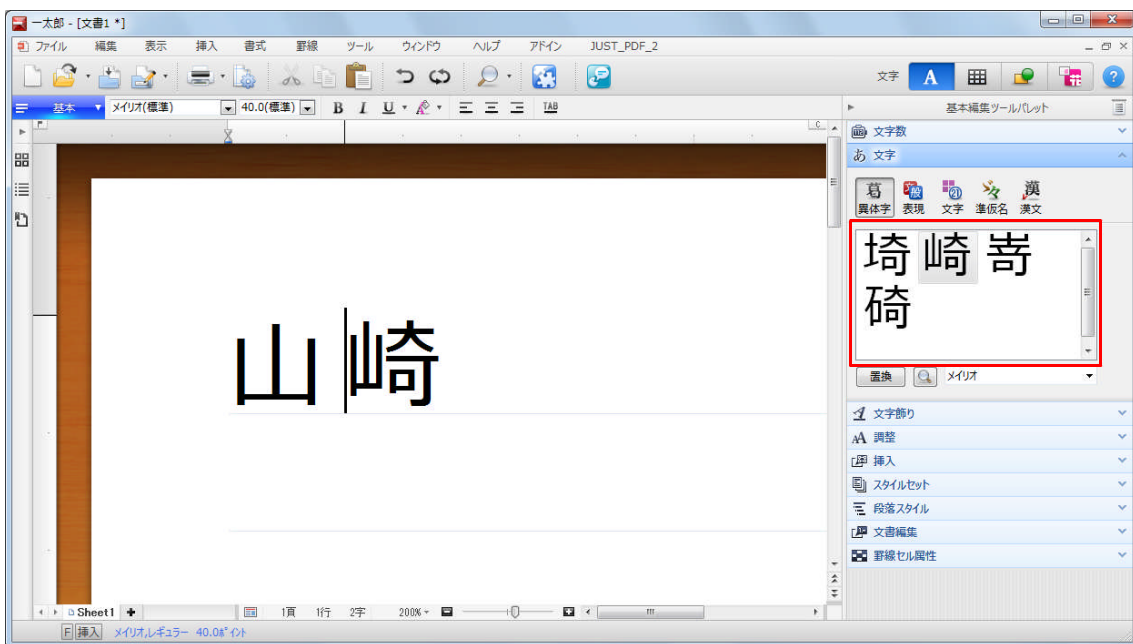 一太郎 - [文書1 *]
ファイル 編集 表示 挿入 書式 罫線 ツール ウィンドウ ヘルプ アドイン JUST_PDF_2
文字 A
基本 メイリオ(標準) 40.0(標準) B I U TAB
基本編集ツールパレット
文字数
あ 文字
葛 異体字 表現 文字 準仮名 漢 漢文
埼 崎 嵜
碕
置換 メイリオ
山崎
文字飾り
調整
挿入
スタイルセット
段落スタイル
文書編集
罫線セル属性
Sheet1 1頁 1行 2字 200%
F 挿入 メイリオ,レギュラー 40.0ポイント